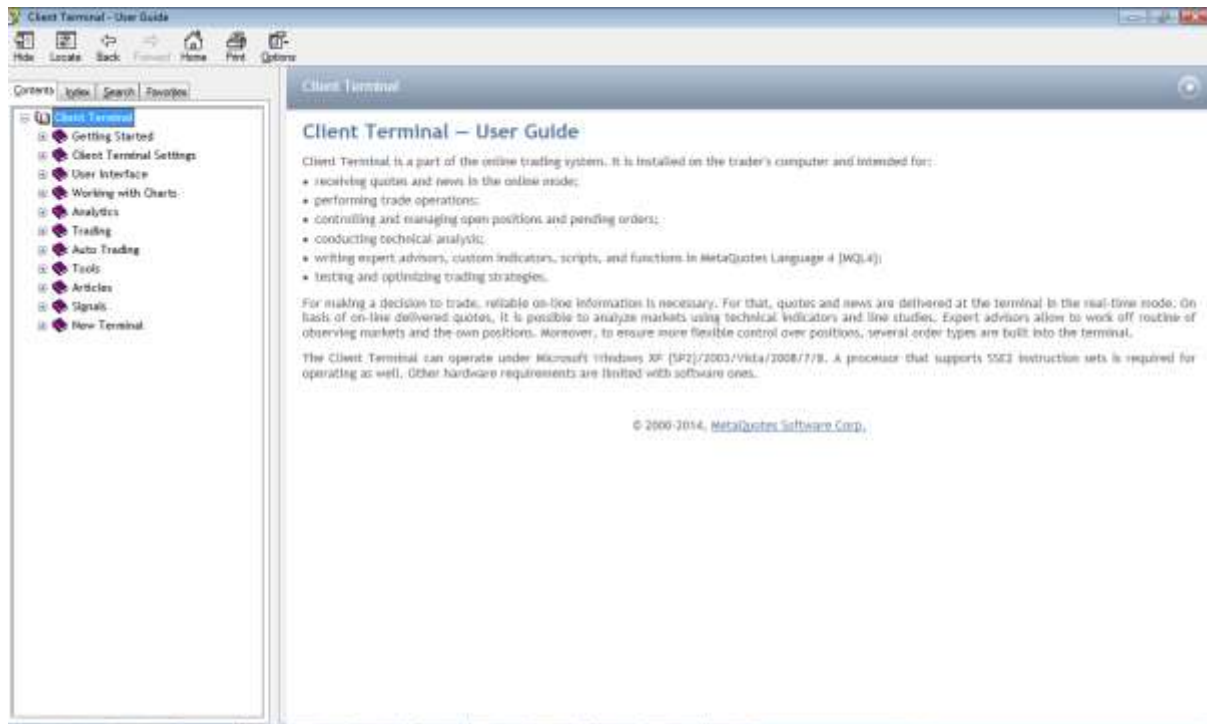 Client Terminal - User Guide
Hide Locate Back Forward Home Print Options
Contents Index Search Favorites
Client Terminal
Getting Started
Client Terminal Settings
User Interface
Working with Charts
Analytics
Trading
Auto Trading
Tools
Articles
Signals
New Terminal
Client Terminal
Client Terminal — User Guide
Client Terminal is a part of the online trading system. It is installed on the trader's computer and intended for:
• receiving quotes and news in the online mode;
• performing trade operations;
• controlling and managing open positions and pending orders;
• conducting technical analysis;
• writing expert advisors, custom indicators, scripts, and functions in MetaQuotes Language 4 (MQL4);
• testing and optimizing trading strategies.
For making a decision to trade, reliable on-line information is necessary. For that, quotes and news are delivered at the terminal in the real-time mode. On
basis of on-line delivered quotes, it is possible to analyze markets using technical indicators and line studies. Expert advisors allow to work off routine of
observing markets and the own positions. Moreover, to ensure more flexible control over positions, several order types are built into the terminal.
The Client Terminal can operate under Microsoft Windows XP (SP2)/2003/Vista/2008/7/8. A processor that supports SSE2 instruction sets is required for
operating as well. Other hardware requirements are limited with software ones.
© 2000-2014, MetaQuotes Software Corp.